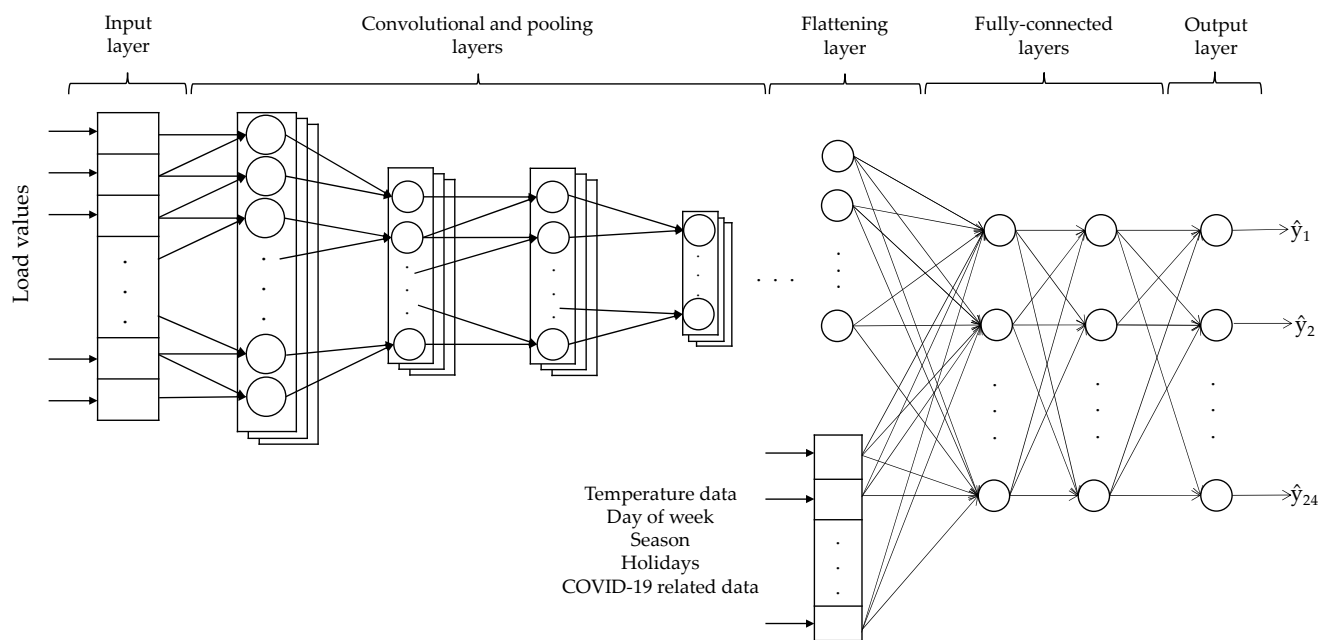 Input
layer
Convolutional and pooling
layers
Flattening
layer
Fully-connected
layers
Output
layer
Load values
ŷ1
ŷ2
ŷ24
Temperature data
Day of week
Season
Holidays
COVID-19 related data